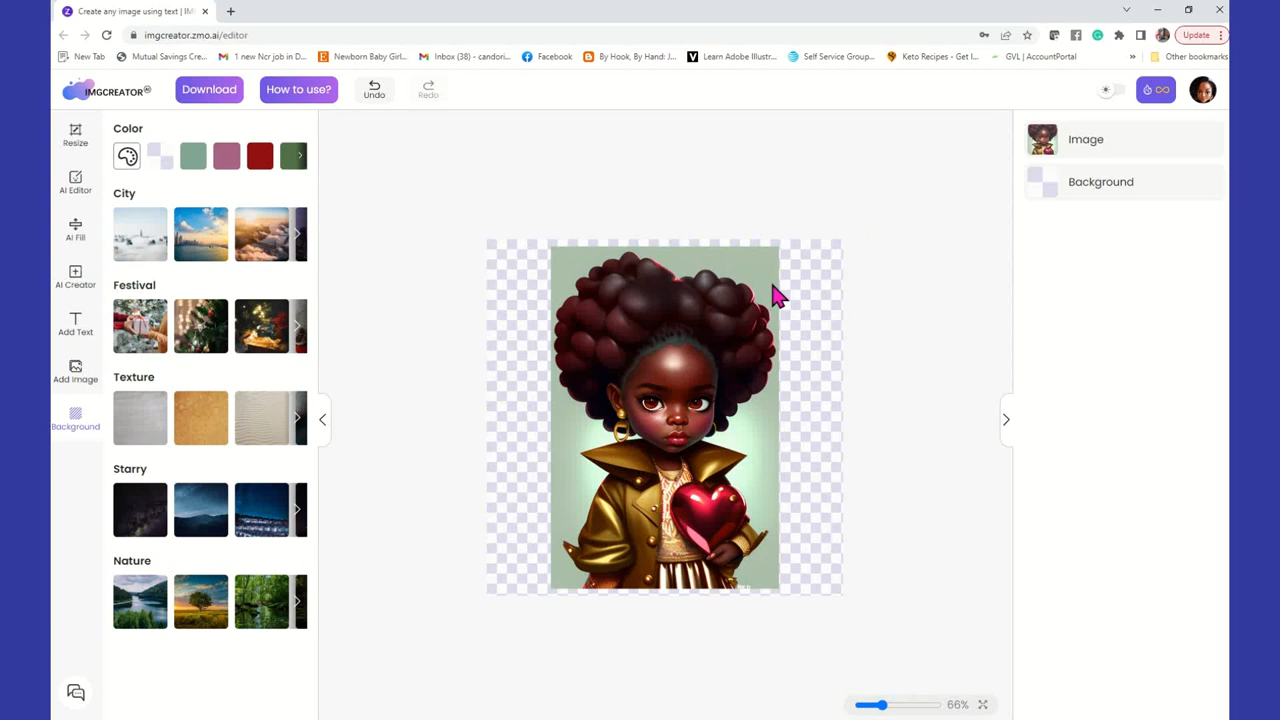 Create any image using text | IM
imgcreator.zmo.ai/editor
Update
New Tab
Mutual Savings Cre...
1 new Ncr job in D...
Newborn Baby Girl...
Inbox (38) - candori...
Facebook
By Hook, By Hand: J...
Learn Adobe Illustr...
Self Service Group...
Keto Recipes - Get I...
GVL | AccountPortal
»
Other bookmarks
IMGCREATOR AI
Download
How to use?
Undo
Redo
Resize
AI Editor
AI Fill
AI Creator
Add Text
Add Image
Background
Color
City
Festival
Texture
Starry
Nature
Image
Background
66%